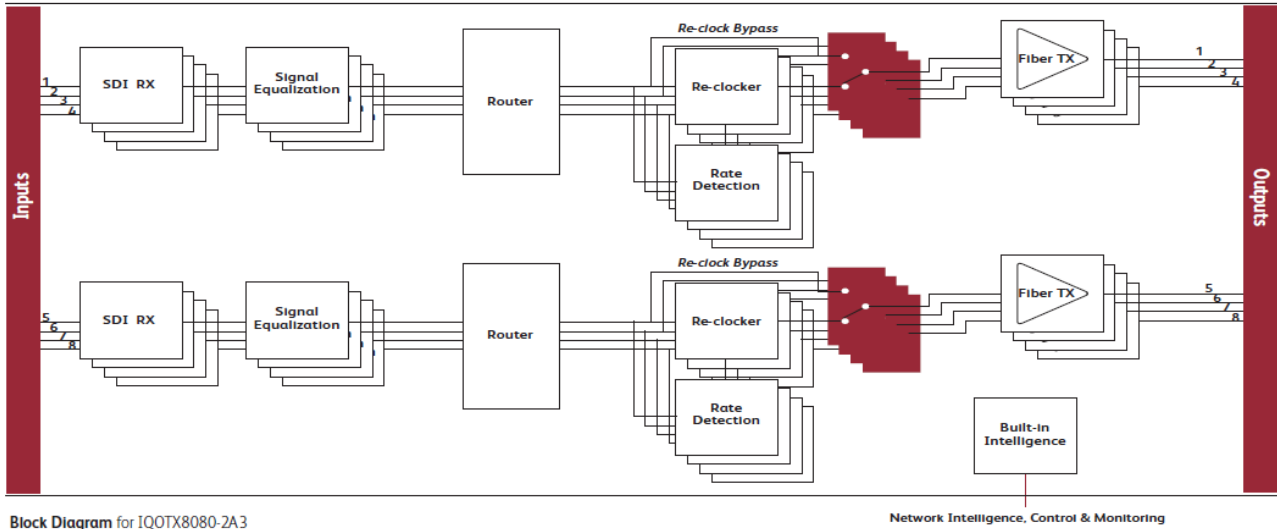 Inputs
1
2
3
4
SDI RX
Signal
Equalization
Router
Re-clock Bypass
Re-clocker
Rate
Detection
Fiber TX
1
2
3
4
Outputs
5
6
7
8
SDI RX
Signal
Equalization
Router
Re-clock Bypass
Re-clocker
Rate
Detection
Fiber TX
5
6
7
8
Built-in
Intelligence
Network Intelligence, Control & Monitoring
Block Diagram for IQOTX8080-2A3